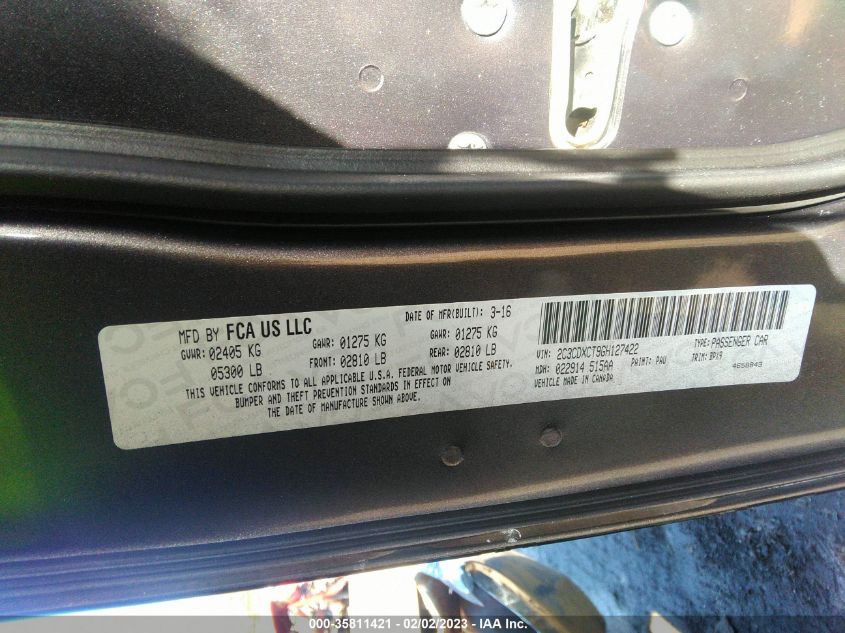 MFD BY FCA US LLC
DATE OF MFR(BUILT): 3-16
GVWR: 02405 KG
GAWR: 01275 KG
GAWR: 01275 KG
05300 LB
FRONT: 02810 LB
REAR: 02810 LB
THIS VEHICLE CONFORMS TO ALL APPLICABLE U.S.A. FEDERAL MOTOR VEHICLE SAFETY,
BUMPER AND THEFT PREVENTION STANDARDS IN EFFECT ON
THE DATE OF MANUFACTURE SHOWN ABOVE.
VIN: 2C3CDXCT9GH127422
TYPE: PASSENGER CAR
MDH: 022914 515AA
PAINT: PAU
TRIM: BP19
VEHICLE MADE IN CANADA
4658843
000-35811421 - 02/02/2023 - IAA Inc.